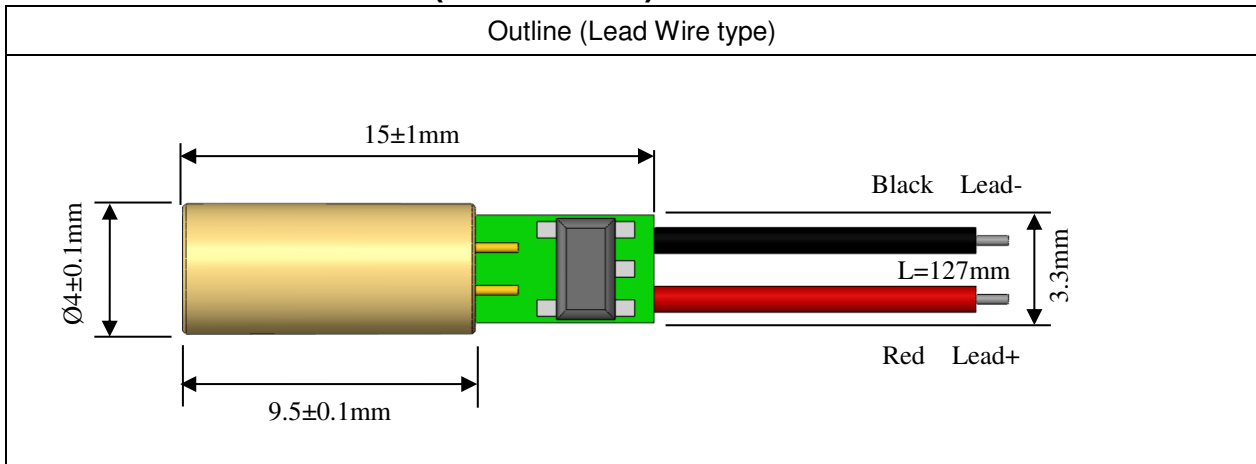 Outline (Lead Wire type)
15±1mm
Black Lead-
Ø4±0.1mm
L=127mm
3.3mm
Red Lead+
9.5±0.1mm